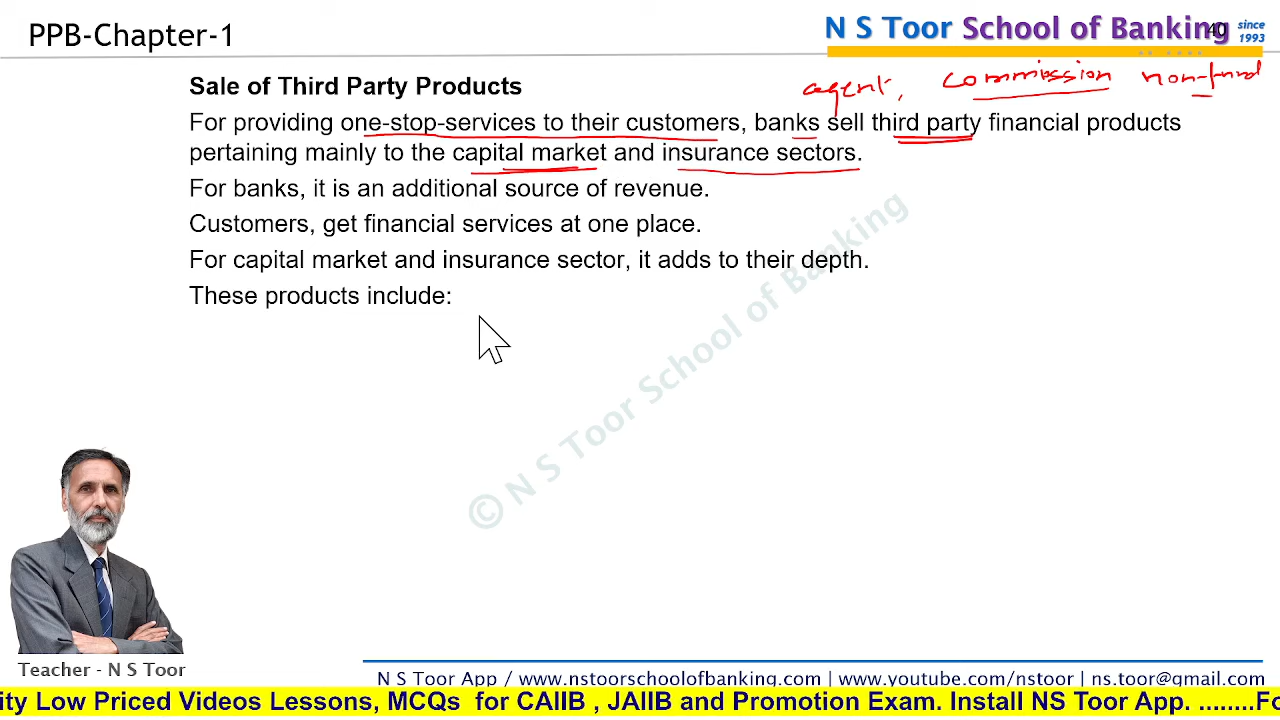 PPB-Chapter-1
N S Toor School of Banking
40
since
1993
Sale of Third Party Products
agent, commission non-fund
For providing one-stop-services to their customers, banks sell third party financial products
pertaining mainly to the capital market and insurance sectors.
For banks, it is an additional source of revenue.
Customers, get financial services at one place.
For capital market and insurance sector, it adds to their depth.
These products include:
© N S Toor School of Banking
Teacher - N S Toor
N S Toor App / www.nstoorschoolofbanking.com | www.youtube.com/nstoor | ns.toor@gmail.com
ity Low Priced Videos Lessons, MCQs for CAIIB , JAIIB and Promotion Exam. Install NS Toor App. ........Fo